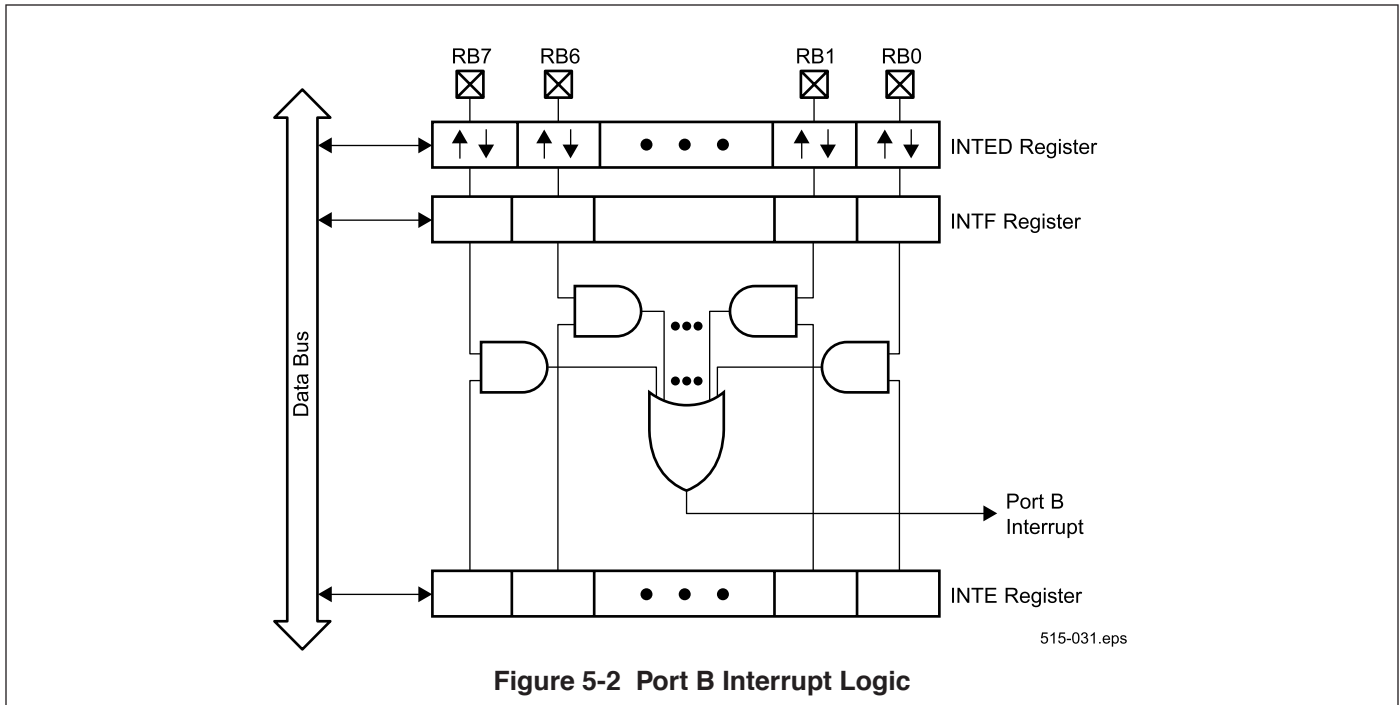 RB7 RB6 RB1 RB0
INTED Register
INTF Register
Data Bus
Port B
Interrupt
INTE Register
515-031.eps
Figure 5-2 Port B Interrupt Logic